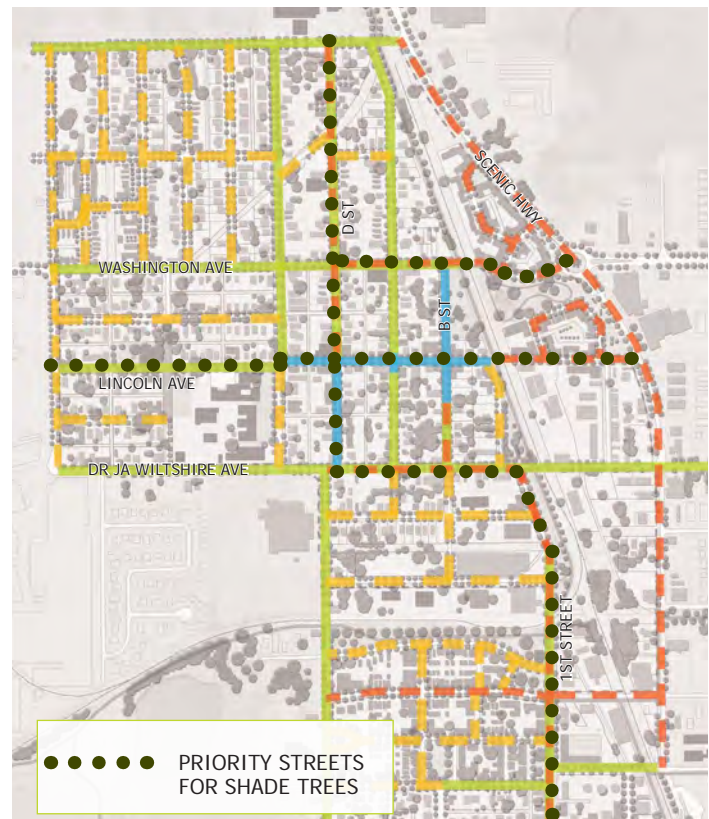 SCENIC HWY
D ST
WASHINGTON AVE
B ST
LINCOLN AVE
DR JA WILTSHIRE AVE
1ST STREET
PRIORITY STREETS
FOR SHADE TREES